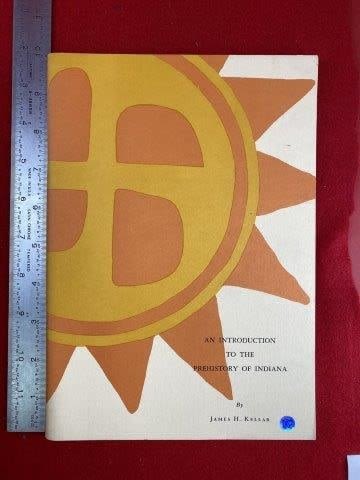 AN INTRODUCTION
TO THE
PREHISTORY OF INDIANA
By
JAMES H. KELLAR